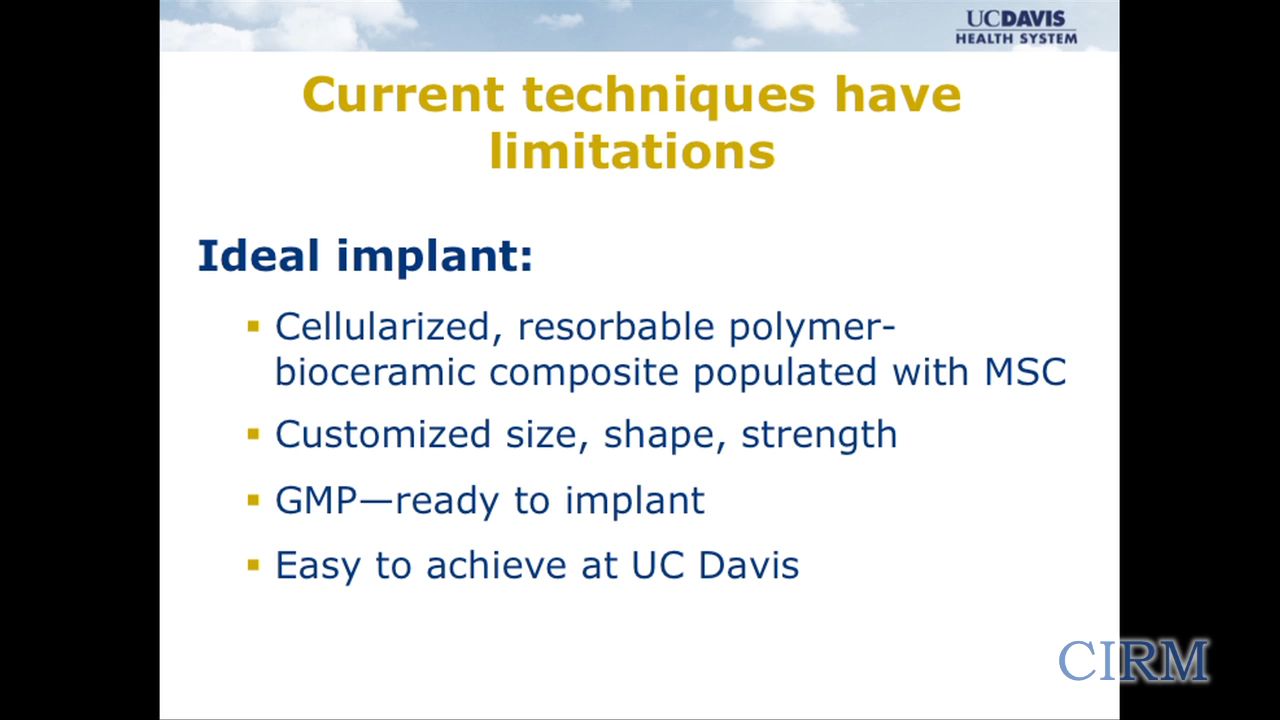 UCDAVIS
HEALTH SYSTEM
Current techniques have
limitations
Ideal implant:
▪ Cellularized, resorbable polymer-
bioceramic composite populated with MSC
▪ Customized size, shape, strength
▪ GMP—ready to implant
▪ Easy to achieve at UC Davis
CIRM